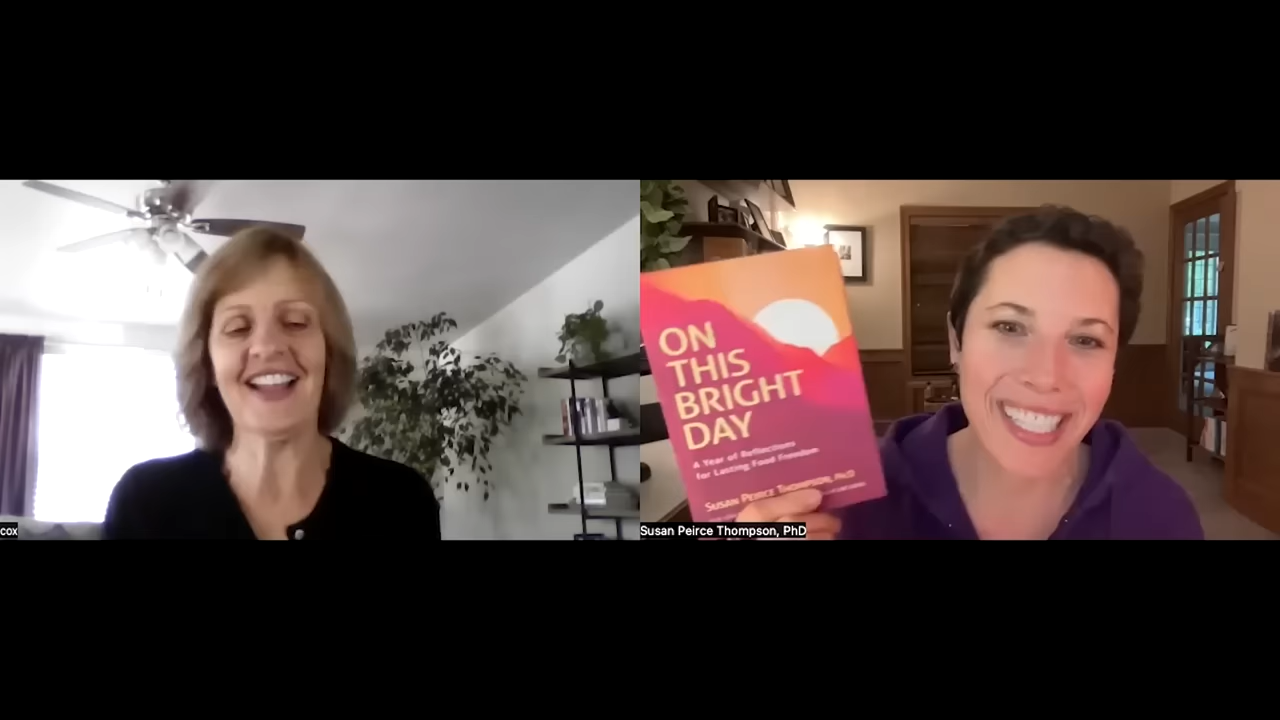 ON
THIS
BRIGHT
DAY
A Year of Reflections
for Lasting Food Freedom
SUSAN PEIRCE THOMPSON, PhD
cox
Susan Peirce Thompson, PhD